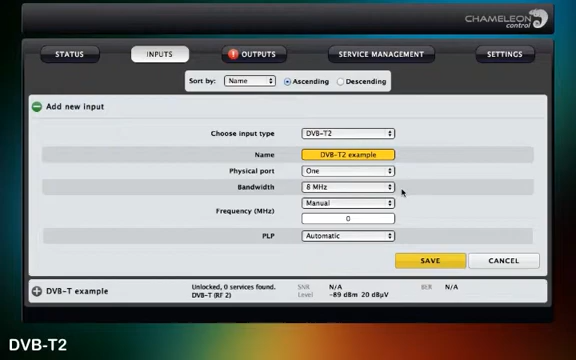 CHAMELEON
control
STATUS INPUTS OUTPUTS SERVICE MANAGEMENT SETTINGS
Sort by: Name Ascending Descending
Add new input
Choose input type DVB-T2
Name DVB-T2 example
Physical port One
Bandwidth 8 MHz
Frequency (MHz) Manual
0
PLP Automatic
SAVE CANCEL
DVB-T example Unlocked, 0 services found. SNR N/A BER N/A
DVB-T (RF 2) Level -89 dBm 20 dBµV
DVB-T2